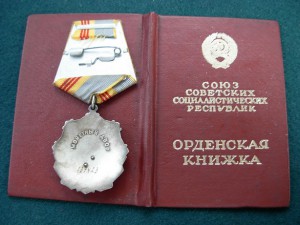 СОЮЗ
СОВЕТСКИХ
СОЦИАЛИСТИЧЕСКИХ
РЕСПУБЛИК
ОРДЕНСКАЯ
КНИЖКА